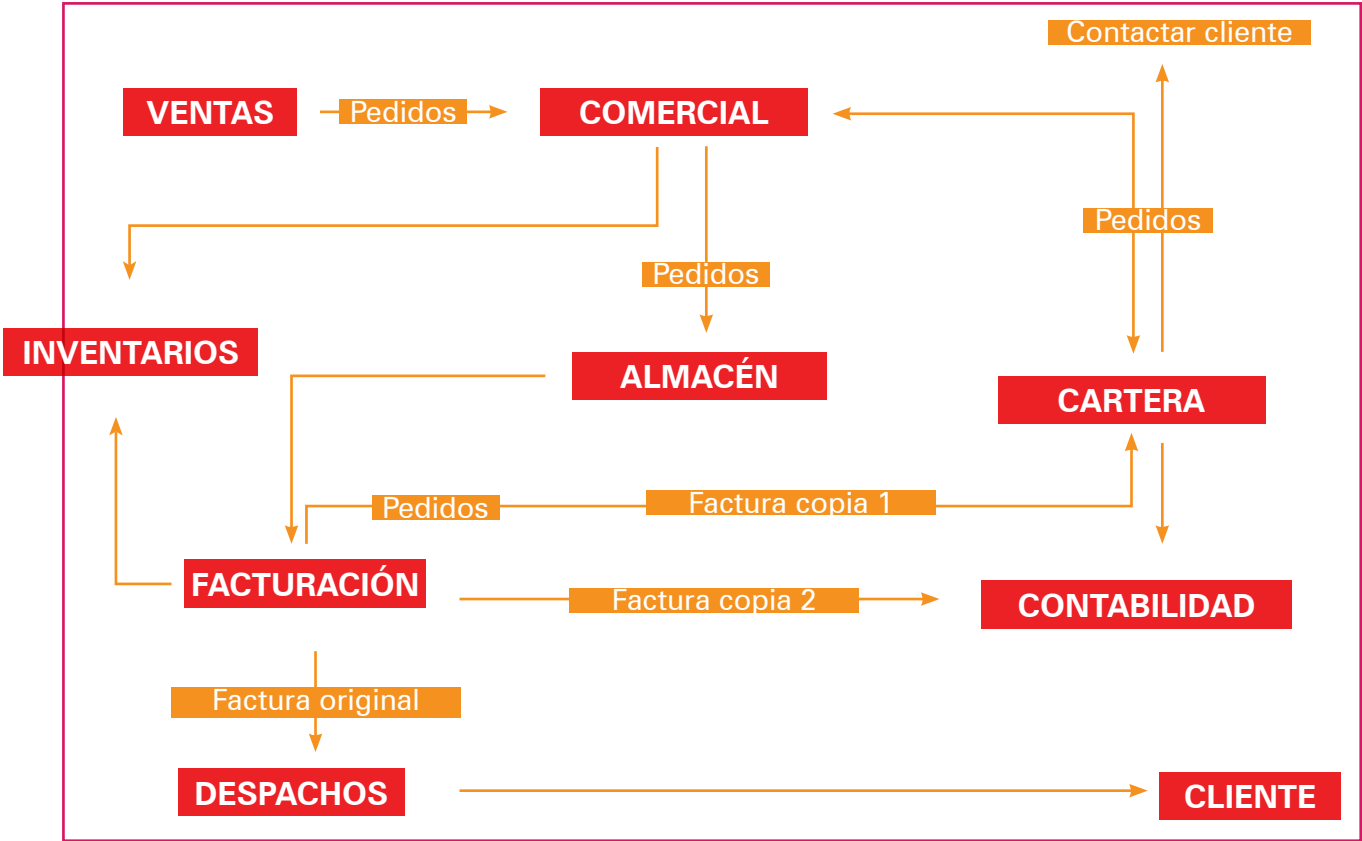 Contactar cliente
VENTAS
Pedidos
COMERCIAL
Pedidos
Pedidos
INVENTARIOS
ALMACÉN
CARTERA
Pedidos
Factura copia 1
FACTURACIÓN
Factura copia 2
CONTABILIDAD
Factura original
DESPACHOS
CLIENTE